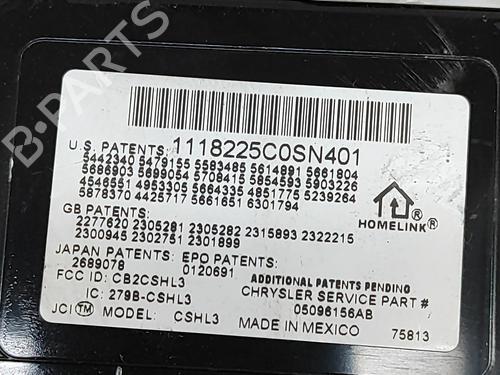 1118225C0SN401
U.S. PATENTS:
5442340 5479155 5583485 5614891 5661804
5686903 5699054 5708415 5854593 5903226
4546551 4953305 5664335 4851775 5239264
5878370 4425717 5661651 6301794
GB PATENTS:
2277620 2305281 2305282 2315893 2322215
2300945 2302751 2301899
HOMELINK®
JAPAN PATENTS EPO PATENTS:
2689078 0120691
FCC ID: CB2CSHL3
ADDITIONAL PATENTS PENDING
IC: 279B-CSHL3
CHRYSLER SERVICE PART #
05096156AB
JCI TM MODEL: CSHL3
MADE IN MEXICO
75813
B-PARTS